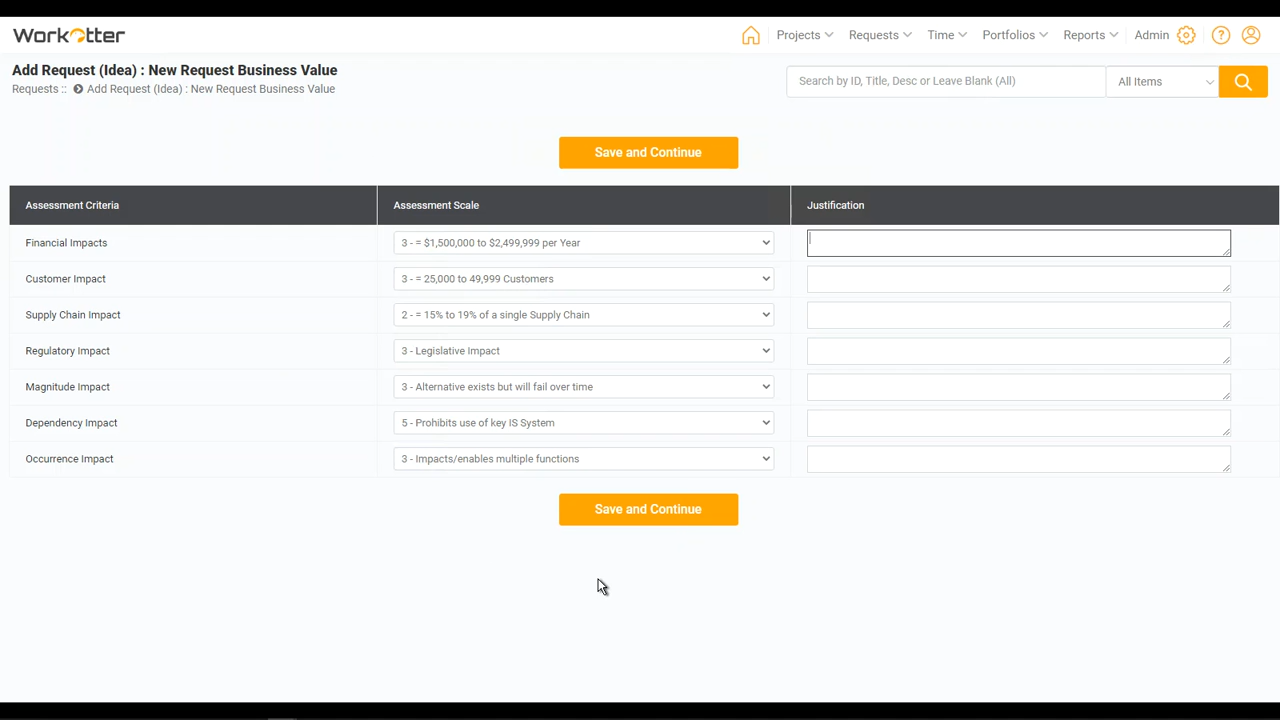 Workotter
Projects Requests Time Portfolios Reports Admin ?
Add Request (Idea) : New Request Business Value
Requests :: Add Request (Idea) : New Request Business Value
Search by ID, Title, Desc or Leave Blank (All) All Items
Save and Continue
Assessment Criteria Assessment Scale Justification
Financial Impacts 3 - = $1,500,000 to $2,499,999 per Year
Customer Impact 3 - = 25,000 to 49,999 Customers
Supply Chain Impact 2 - = 15% to 19% of a single Supply Chain
Regulatory Impact 3 - Legislative Impact
Magnitude Impact 3 - Alternative exists but will fail over time
Dependency Impact 5 - Prohibits use of key IS System
Occurrence Impact 3 - Impacts/enables multiple functions
Save and Continue